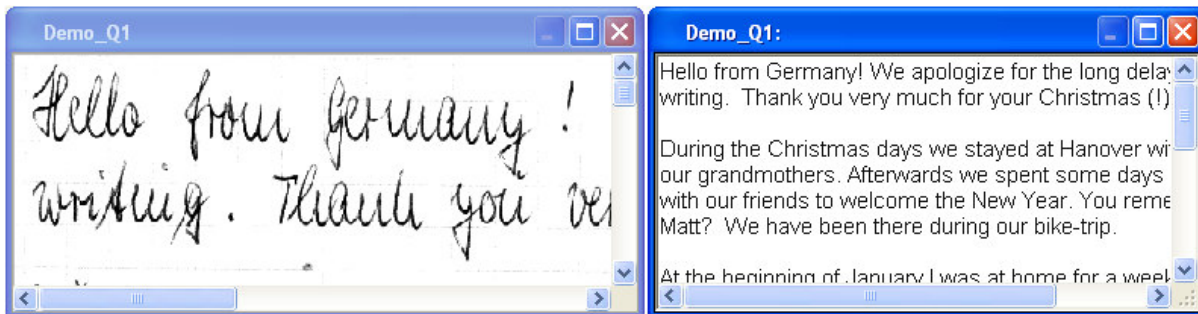 Demo_Q1
Hello from Germany !
writing. Thank you ver
Demo_Q1:
Hello from Germany! We apologize for the long delay
writing.  Thank you very much for your Christmas (!)
During the Christmas days we stayed at Hanover wi
our grandmothers. Afterwards we spent some days
with our friends to welcome the New Year. You reme
Matt?  We have been there during our bike-trip.
At the beginning of January I was at home for a week